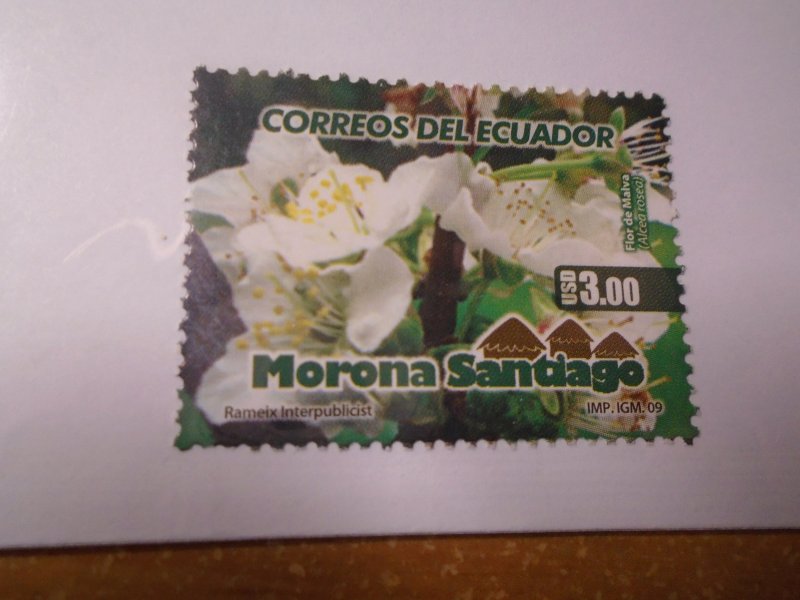 CORREOS DEL ECUADOR
Flor de Malva
(Alcea rosea)
USD 3.00
Morona Santiago
Rameix Interpublicist
IMP. IGM. 09